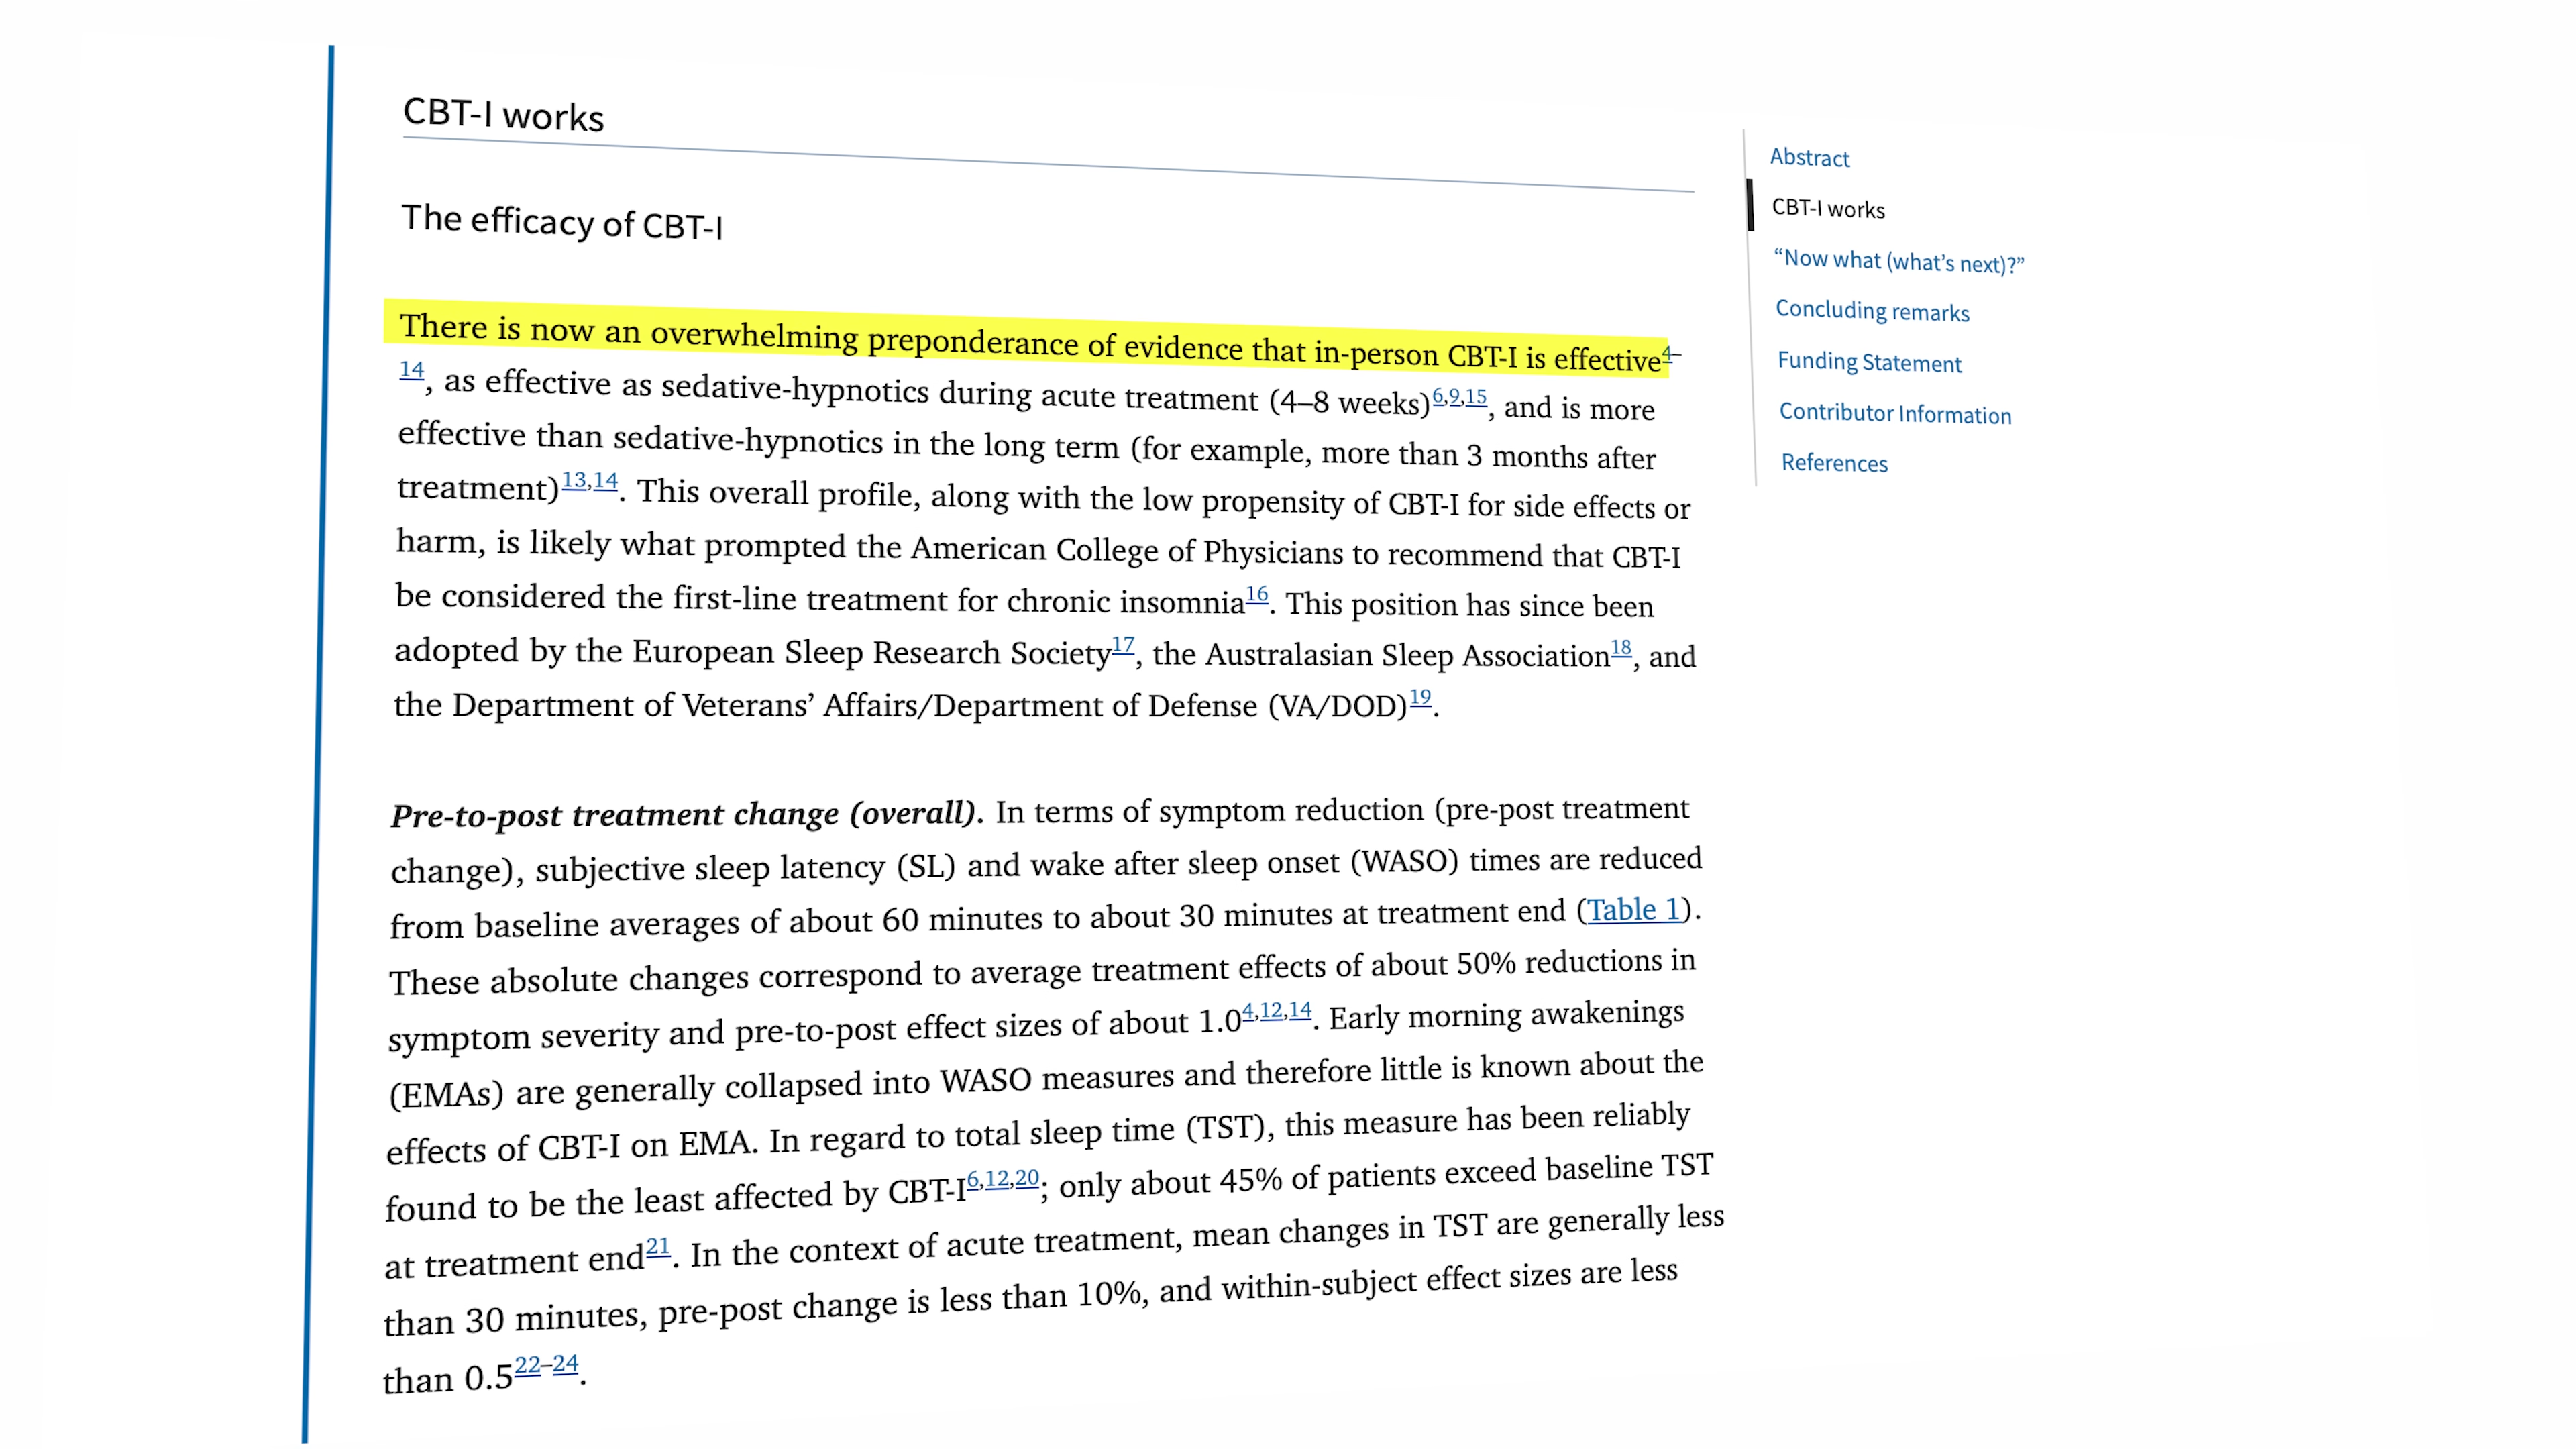 CBT-I works
The efficacy of CBT-I
There is now an overwhelming preponderance of evidence that in-person CBT-I is effective4–
14, as effective as sedative-hypnotics during acute treatment (4–8 weeks)6,9,15, and is more
effective than sedative-hypnotics in the long term (for example, more than 3 months after
treatment)13,14. This overall profile, along with the low propensity of CBT-I for side effects or
harm, is likely what prompted the American College of Physicians to recommend that CBT-I
be considered the first-line treatment for chronic insomnia16. This position has since been
adopted by the European Sleep Research Society17, the Australasian Sleep Association18, and
the Department of Veterans’ Affairs/Department of Defense (VA/DOD)19.
Pre-to-post treatment change (overall). In terms of symptom reduction (pre-post treatment
change), subjective sleep latency (SL) and wake after sleep onset (WASO) times are reduced
from baseline averages of about 60 minutes to about 30 minutes at treatment end (Table 1).
These absolute changes correspond to average treatment effects of about 50% reductions in
symptom severity and pre-to-post effect sizes of about 1.04,12,14. Early morning awakenings
(EMAs) are generally collapsed into WASO measures and therefore little is known about the
effects of CBT-I on EMA. In regard to total sleep time (TST), this measure has been reliably
found to be the least affected by CBT-I6,12,20; only about 45% of patients exceed baseline TST
at treatment end21. In the context of acute treatment, mean changes in TST are generally less
than 30 minutes, pre-post change is less than 10%, and within-subject effect sizes are less
than 0.522–24.
Abstract
CBT-I works
“Now what (what’s next)?”
Concluding remarks
Funding Statement
Contributor Information
References